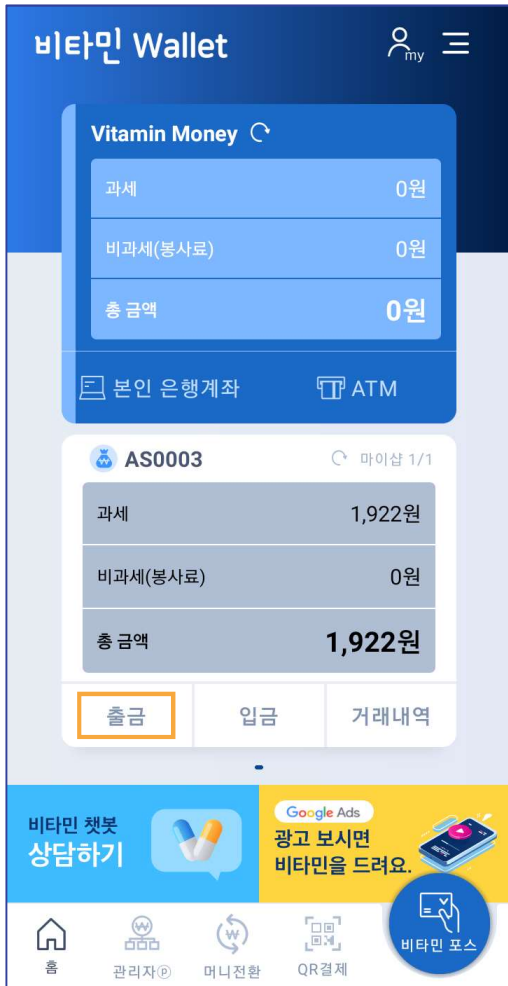 비타민 Wallet
my
Vitamin Money
과세 0원
비과세(봉사료) 0원
총 금액 0원
본인 은행계좌 ATM
AS0003 마이샵 1/1
과세 1,922원
비과세(봉사료) 0원
총 금액 1,922원
출금 입금 거래내역
비타민 챗봇
상담하기
Google Ads
광고 보시면
비타민을 드려요.
비타민 포스
홈 관리자ⓟ 머니전환 QR결제